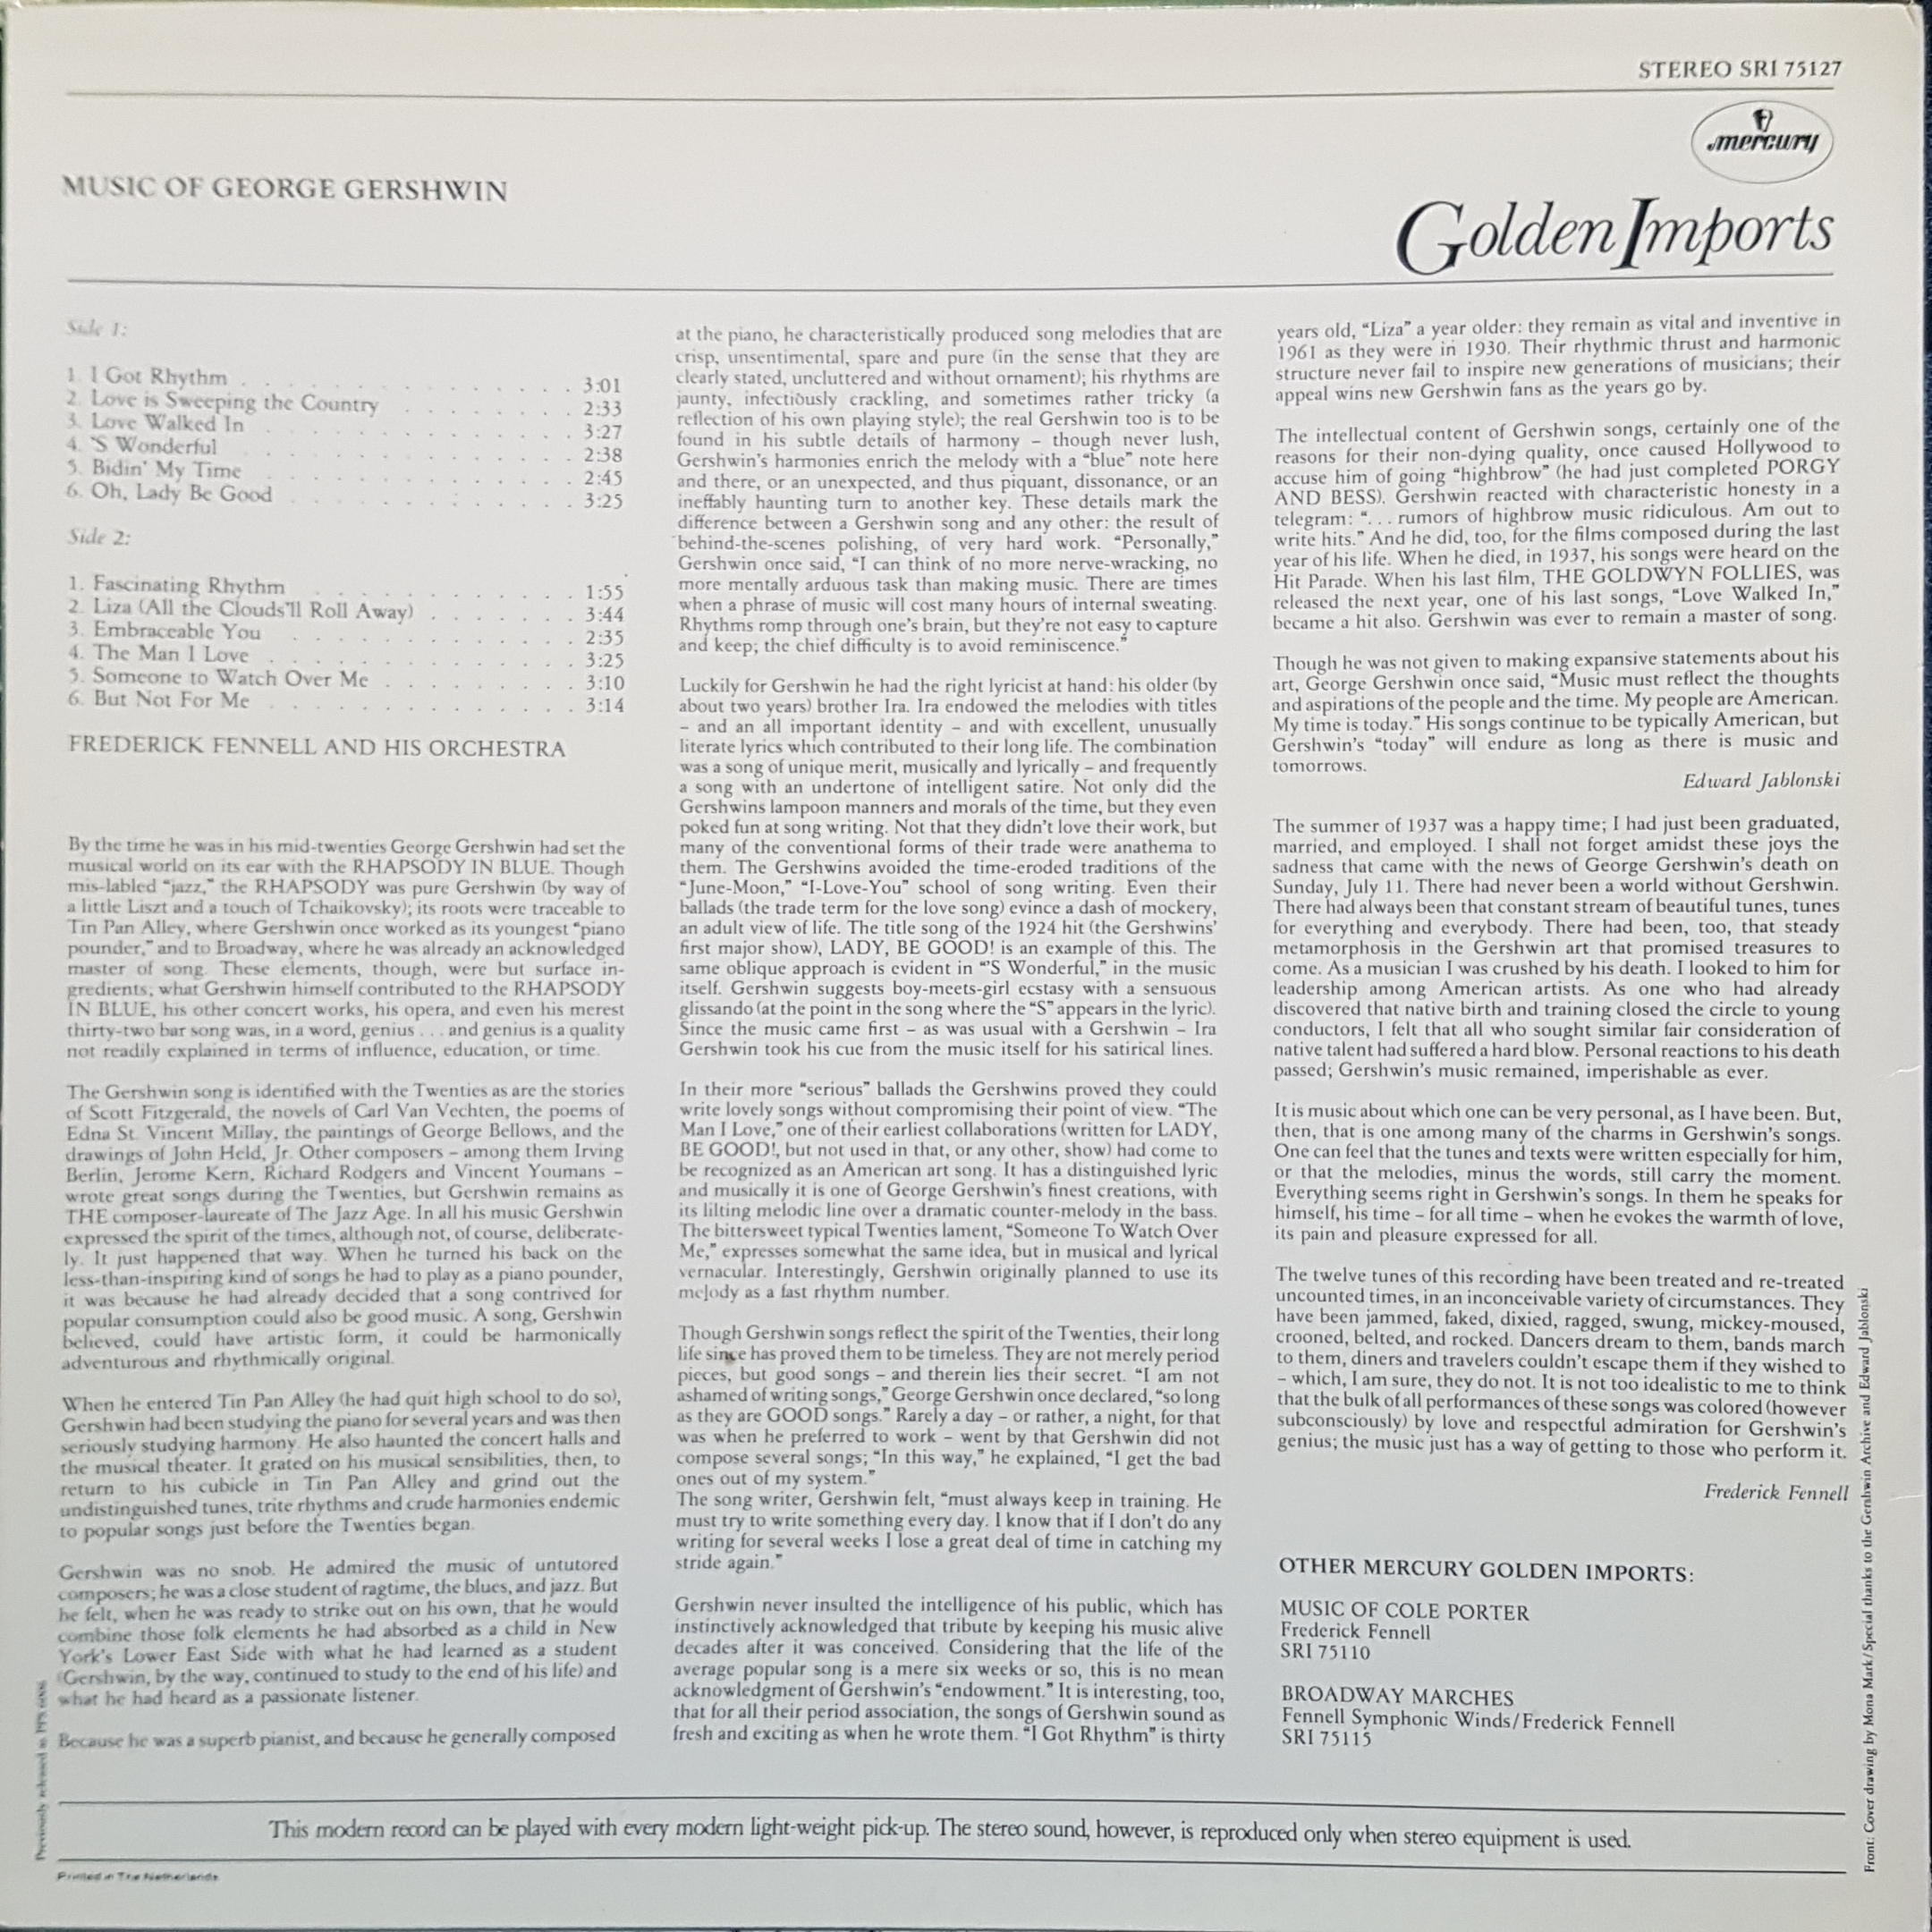 STEREO SRI 75127
mercury
MUSIC OF GEORGE GERSHWIN
Golden Imports
Side 1:
1. I Got Rhythm . . . . . . . . . . . . . . . 3:01
2. Love is Sweeping the Country . . . . . . . . 2:33
3. Love Walked In . . . . . . . . . . . . . . 3:27
4. 'S Wonderful . . . . . . . . . . . . . . . 2:38
5. Bidin' My Time . . . . . . . . . . . . . . 2:45
6. Oh, Lady Be Good . . . . . . . . . . . . . 3:25
Side 2:
1. Fascinating Rhythm . . . . . . . . . . . . 1:55
2. Liza (All the Clouds'll Roll Away) . . . . . . . 3:44
3. Embraceable You . . . . . . . . . . . . . 2:35
4. The Man I Love . . . . . . . . . . . . . . 3:25
5. Someone to Watch Over Me . . . . . . . . . 3:10
6. But Not For Me . . . . . . . . . . . . . . 3:14
FREDERICK FENNELL AND HIS ORCHESTRA
By the time he was in his mid-twenties George Gershwin had set the
musical world on its ear with the RHAPSODY IN BLUE. Though
mis-labled “jazz,” the RHAPSODY was pure Gershwin (by way of
a little Liszt and a touch of Tchaikovsky); its roots were traceable to
Tin Pan Alley, where Gershwin once worked as its youngest “piano
pounder,” and to Broadway, where he was already an acknowledged
master of song. These elements, though, were but surface in-
gredients; what Gershwin himself contributed to the RHAPSODY
IN BLUE, his other concert works, his opera, and even his merest
thirty-two bar song was, in a word, genius . . . and genius is a quality
not readily explained in terms of influence, education, or time.
The Gershwin song is identified with the Twenties as are the stories
of Scott Fitzgerald, the novels of Carl Van Vechten, the poems of
Edna St. Vincent Millay, the paintings of George Bellows, and the
drawings of John Held, Jr. Other composers – among them Irving
Berlin, Jerome Kern, Richard Rodgers and Vincent Youmans –
wrote great songs during the Twenties, but Gershwin remains as
THE composer-laureate of The Jazz Age. In all his music Gershwin
expressed the spirit of the times, although not, of course, deliberate-
ly. It just happened that way. When he turned his back on the
less-than-inspiring kind of songs he had to play as a piano pounder,
it was because he had already decided that a song contrived for
popular consumption could also be good music. A song, Gershwin
believed, could have artistic form, it could be harmonically
adventurous and rhythmically original.
When he entered Tin Pan Alley (he had quit high school to do so),
Gershwin had been studying the piano for several years and was then
seriously studying harmony. He also haunted the concert halls and
the musical theater. It grated on his musical sensibilities, then, to
return to his cubicle in Tin Pan Alley and grind out the
undistinguished tunes, trite rhythms and crude harmonies endemic
to popular songs just before the Twenties began.
Gershwin was no snob. He admired the music of untutored
composers; he was a close student of ragtime, the blues, and jazz. But
he felt, when he was ready to strike out on his own, that he would
combine those folk elements he had absorbed as a child in New
York's Lower East Side with what he had learned as a student
(Gershwin, by the way, continued to study to the end of his life) and
what he had heard as a passionate listener.
Because he was a superb pianist, and because he generally composed
at the piano, he characteristically produced song melodies that are
crisp, unsentimental, spare and pure (in the sense that they are
clearly stated, uncluttered and without ornament); his rhythms are
jaunty, infectiously crackling, and sometimes rather tricky (a
reflection of his own playing style); the real Gershwin too is to be
found in his subtle details of harmony – though never lush,
Gershwin's harmonies enrich the melody with a “blue” note here
and there, or an unexpected, and thus piquant, dissonance, or an
ineffably haunting turn to another key. These details mark the
difference between a Gershwin song and any other: the result of
behind-the-scenes polishing, of very hard work. “Personally,”
Gershwin once said, “I can think of no more nerve-wracking, no
more mentally arduous task than making music. There are times
when a phrase of music will cost many hours of internal sweating.
Rhythms romp through one's brain, but they're not easy to capture
and keep; the chief difficulty is to avoid reminiscence.”
Luckily for Gershwin he had the right lyricist at hand: his older (by
about two years) brother Ira. Ira endowed the melodies with titles
– and an all important identity – and with excellent, unusually
literate lyrics which contributed to their long life. The combination
was a song of unique merit, musically and lyrically – and frequently
a song with an undertone of intelligent satire. Not only did the
Gershwins lampoon manners and morals of the time, but they even
poked fun at song writing. Not that they didn't love their work, but
many of the conventional forms of their trade were anathema to
them. The Gershwins avoided the time-eroded traditions of the
“June-Moon,” “I-Love-You” school of song writing. Even their
ballads (the trade term for the love song) evince a dash of mockery,
an adult view of life. The title song of the 1924 hit (the Gershwins'
first major show), LADY, BE GOOD! is an example of this. The
same oblique approach is evident in “'S Wonderful,” in the music
itself. Gershwin suggests boy-meets-girl ecstasy with a sensuous
glissando (at the point in the song where the “S” appears in the lyric).
Since the music came first – as was usual with a Gershwin – Ira
Gershwin took his cue from the music itself for his satirical lines.
In their more “serious” ballads the Gershwins proved they could
write lovely songs without compromising their point of view. “The
Man I Love,” one of their earliest collaborations (written for LADY,
BE GOOD!, but not used in that, or any other, show) had come to
be recognized as an American art song. It has a distinguished lyric
and musically it is one of George Gershwin's finest creations, with
its lilting melodic line over a dramatic counter-melody in the bass.
The bittersweet typical Twenties lament, “Someone To Watch Over
Me,” expresses somewhat the same idea, but in musical and lyrical
vernacular. Interestingly, Gershwin originally planned to use its
melody as a fast rhythm number.
Though Gershwin songs reflect the spirit of the Twenties, their long
life since has proved them to be timeless. They are not merely period
pieces, but good songs – and therein lies their secret. “I am not
ashamed of writing songs,” George Gershwin once declared, “so long
as they are GOOD songs.” Rarely a day – or rather, a night, for that
was when he preferred to work – went by that Gershwin did not
compose several songs; “In this way,” he explained, “I get the bad
ones out of my system.”
The song writer, Gershwin felt, “must always keep in training. He
must try to write something every day. I know that if I don't do any
writing for several weeks I lose a great deal of time in catching my
stride again.”
Gershwin never insulted the intelligence of his public, which has
instinctively acknowledged that tribute by keeping his music alive
decades after it was conceived. Considering that the life of the
average popular song is a mere six weeks or so, this is no mean
acknowledgment of Gershwin's “endowment.” It is interesting, too,
that for all their period association, the songs of Gershwin sound as
fresh and exciting as when he wrote them. “I Got Rhythm” is thirty
years old, “Liza” a year older: they remain as vital and inventive in
1961 as they were in 1930. Their rhythmic thrust and harmonic
structure never fail to inspire new generations of musicians; their
appeal wins new Gershwin fans as the years go by.
The intellectual content of Gershwin songs, certainly one of the
reasons for their non-dying quality, once caused Hollywood to
accuse him of going “highbrow” (he had just completed PORGY
AND BESS). Gershwin reacted with characteristic honesty in a
telegram: “. . . rumors of highbrow music ridiculous. Am out to
write hits.” And he did, too, for the films composed during the last
year of his life. When he died, in 1937, his songs were heard on the
Hit Parade. When his last film, THE GOLDWYN FOLLIES, was
released the next year, one of his last songs, “Love Walked In,”
became a hit also. Gershwin was ever to remain a master of song.
Though he was not given to making expansive statements about his
art, George Gershwin once said, “Music must reflect the thoughts
and aspirations of the people and the time. My people are American.
My time is today.” His songs continue to be typically American, but
Gershwin's “today” will endure as long as there is music and
tomorrows.
Edward Jablonski
The summer of 1937 was a happy time; I had just been graduated,
married, and employed. I shall not forget amidst these joys the
sadness that came with the news of George Gershwin's death on
Sunday, July 11. There had never been a world without Gershwin.
There had always been that constant stream of beautiful tunes, tunes
for everything and everybody. There had been, too, that steady
metamorphosis in the Gershwin art that promised treasures to
come. As a musician I was crushed by his death. I looked to him for
leadership among American artists. As one who had already
discovered that native birth and training closed the circle to young
conductors, I felt that all who sought similar fair consideration of
native talent had suffered a hard blow. Personal reactions to his death
passed; Gershwin's music remained, imperishable as ever.
It is music about which one can be very personal, as I have been. But,
then, that is one among many of the charms in Gershwin's songs.
One can feel that the tunes and texts were written especially for him,
or that the melodies, minus the words, still carry the moment.
Everything seems right in Gershwin's songs. In them he speaks for
himself, his time – for all time – when he evokes the warmth of love,
its pain and pleasure expressed for all.
The twelve tunes of this recording have been treated and re-treated
uncounted times, in an inconceivable variety of circumstances. They
have been jammed, faked, dixied, ragged, swung, mickey-moused,
crooned, belted, and rocked. Dancers dream to them, bands march
to them, diners and travelers couldn't escape them if they wished to
– which, I am sure, they do not. It is not too idealistic to me to think
that the bulk of all performances of these songs was colored (however
subconsciously) by love and respectful admiration for Gershwin's
genius; the music just has a way of getting to those who perform it.
Frederick Fennell
OTHER MERCURY GOLDEN IMPORTS:
MUSIC OF COLE PORTER
Frederick Fennell
SRI 75110
BROADWAY MARCHES
Fennell Symphonic Winds/Frederick Fennell
SRI 75115
Front: Cover drawing by Mona Mark/Special thanks to the Gershwin Archive and Edward Jablonski
Previously released as
This modern record can be played with every modern light-weight pick-up. The stereo sound, however, is reproduced only when stereo equipment is used.
Printed in The Netherlands